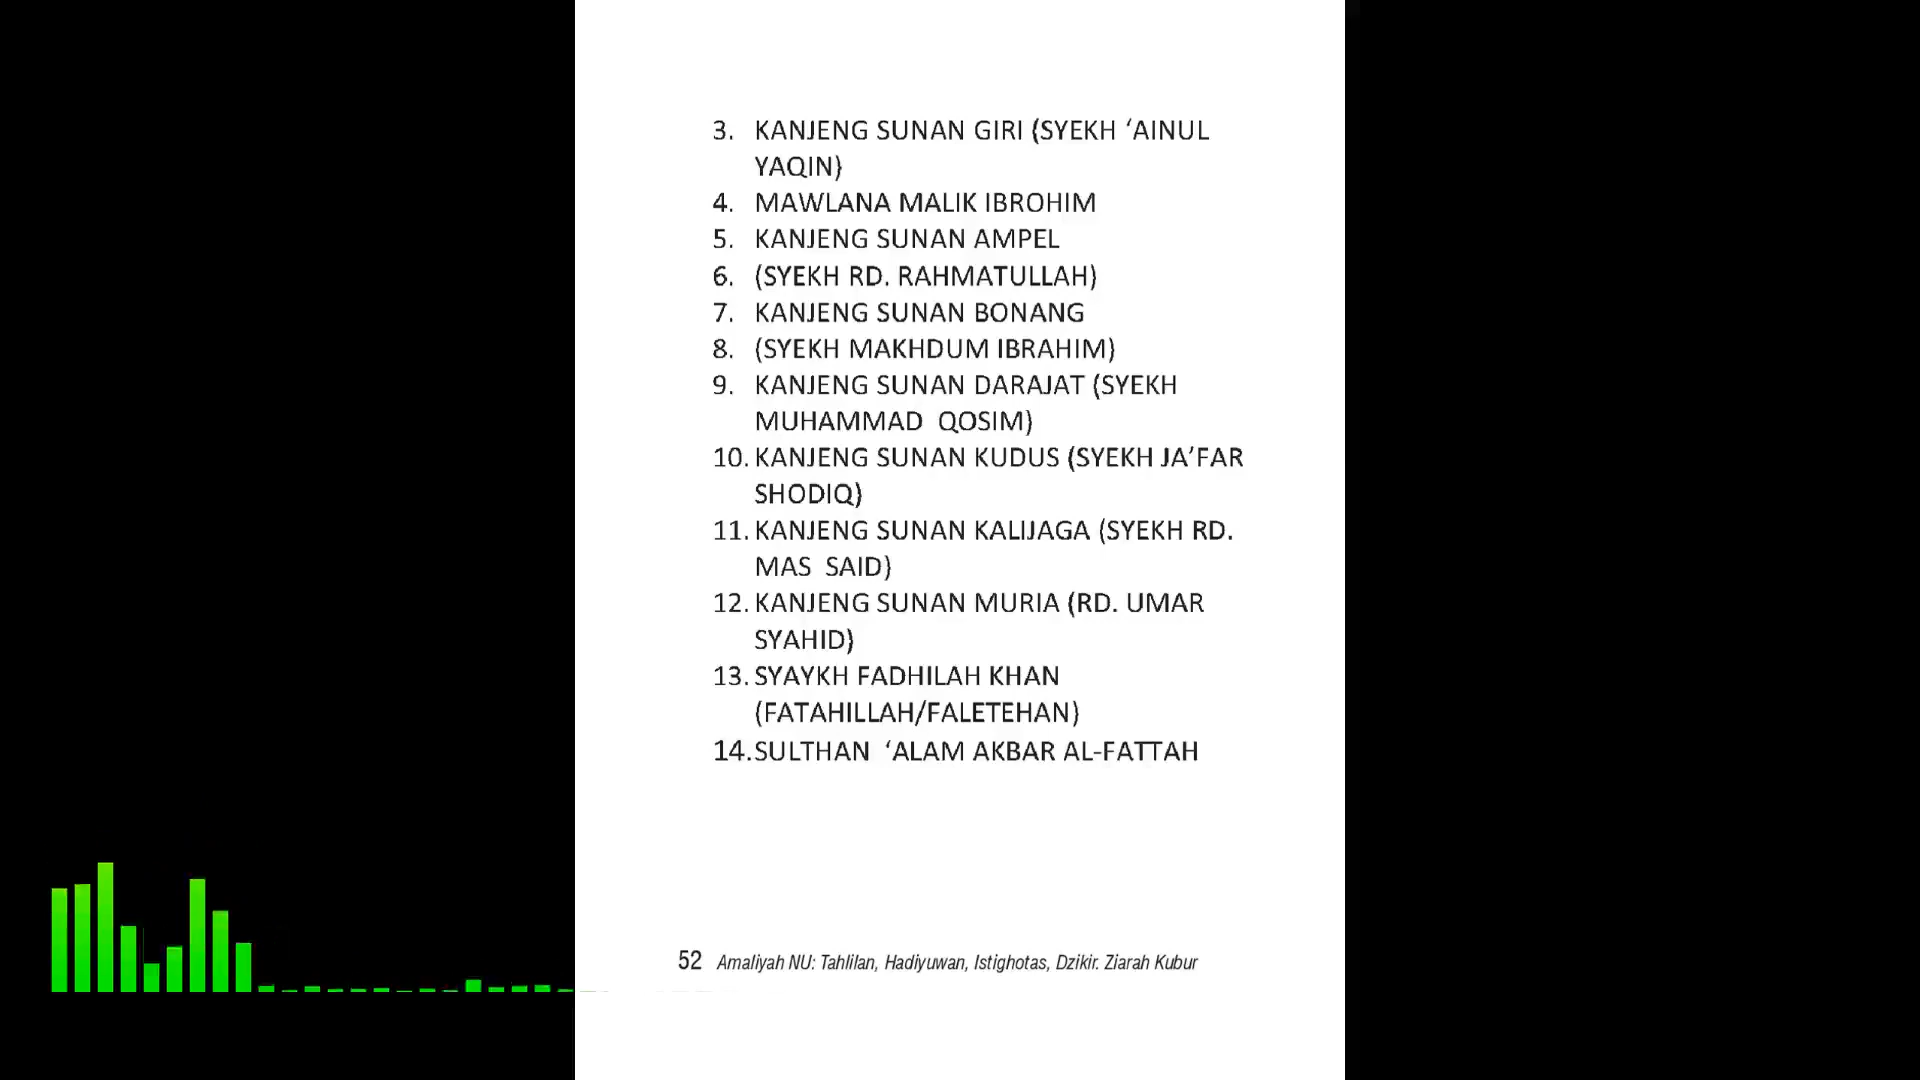 3. KANJENG SUNAN GIRI (SYEKH ‘AINUL
YAQIN)
4. MAWLANA MALIK IBROHIM
5. KANJENG SUNAN AMPEL
6. (SYEKH RD. RAHMATULLAH)
7. KANJENG SUNAN BONANG
8. (SYEKH MAKHDUM IBRAHIM)
9. KANJENG SUNAN DARAJAT (SYEKH
MUHAMMAD QOSIM)
10. KANJENG SUNAN KUDUS (SYEKH JA’FAR
SHODIQ)
11. KANJENG SUNAN KALIJAGA (SYEKH RD.
MAS SAID)
12. KANJENG SUNAN MURIA (RD. UMAR
SYAHID)
13. SYAYKH FADHILAH KHAN
(FATAHILLAH/FALETEHAN)
14. SULTHAN ‘ALAM AKBAR AL-FATTAH
52 Amaliyah NU: Tahlilan, Hadiyuwan, Istighotas, Dzikir. Ziarah Kubur